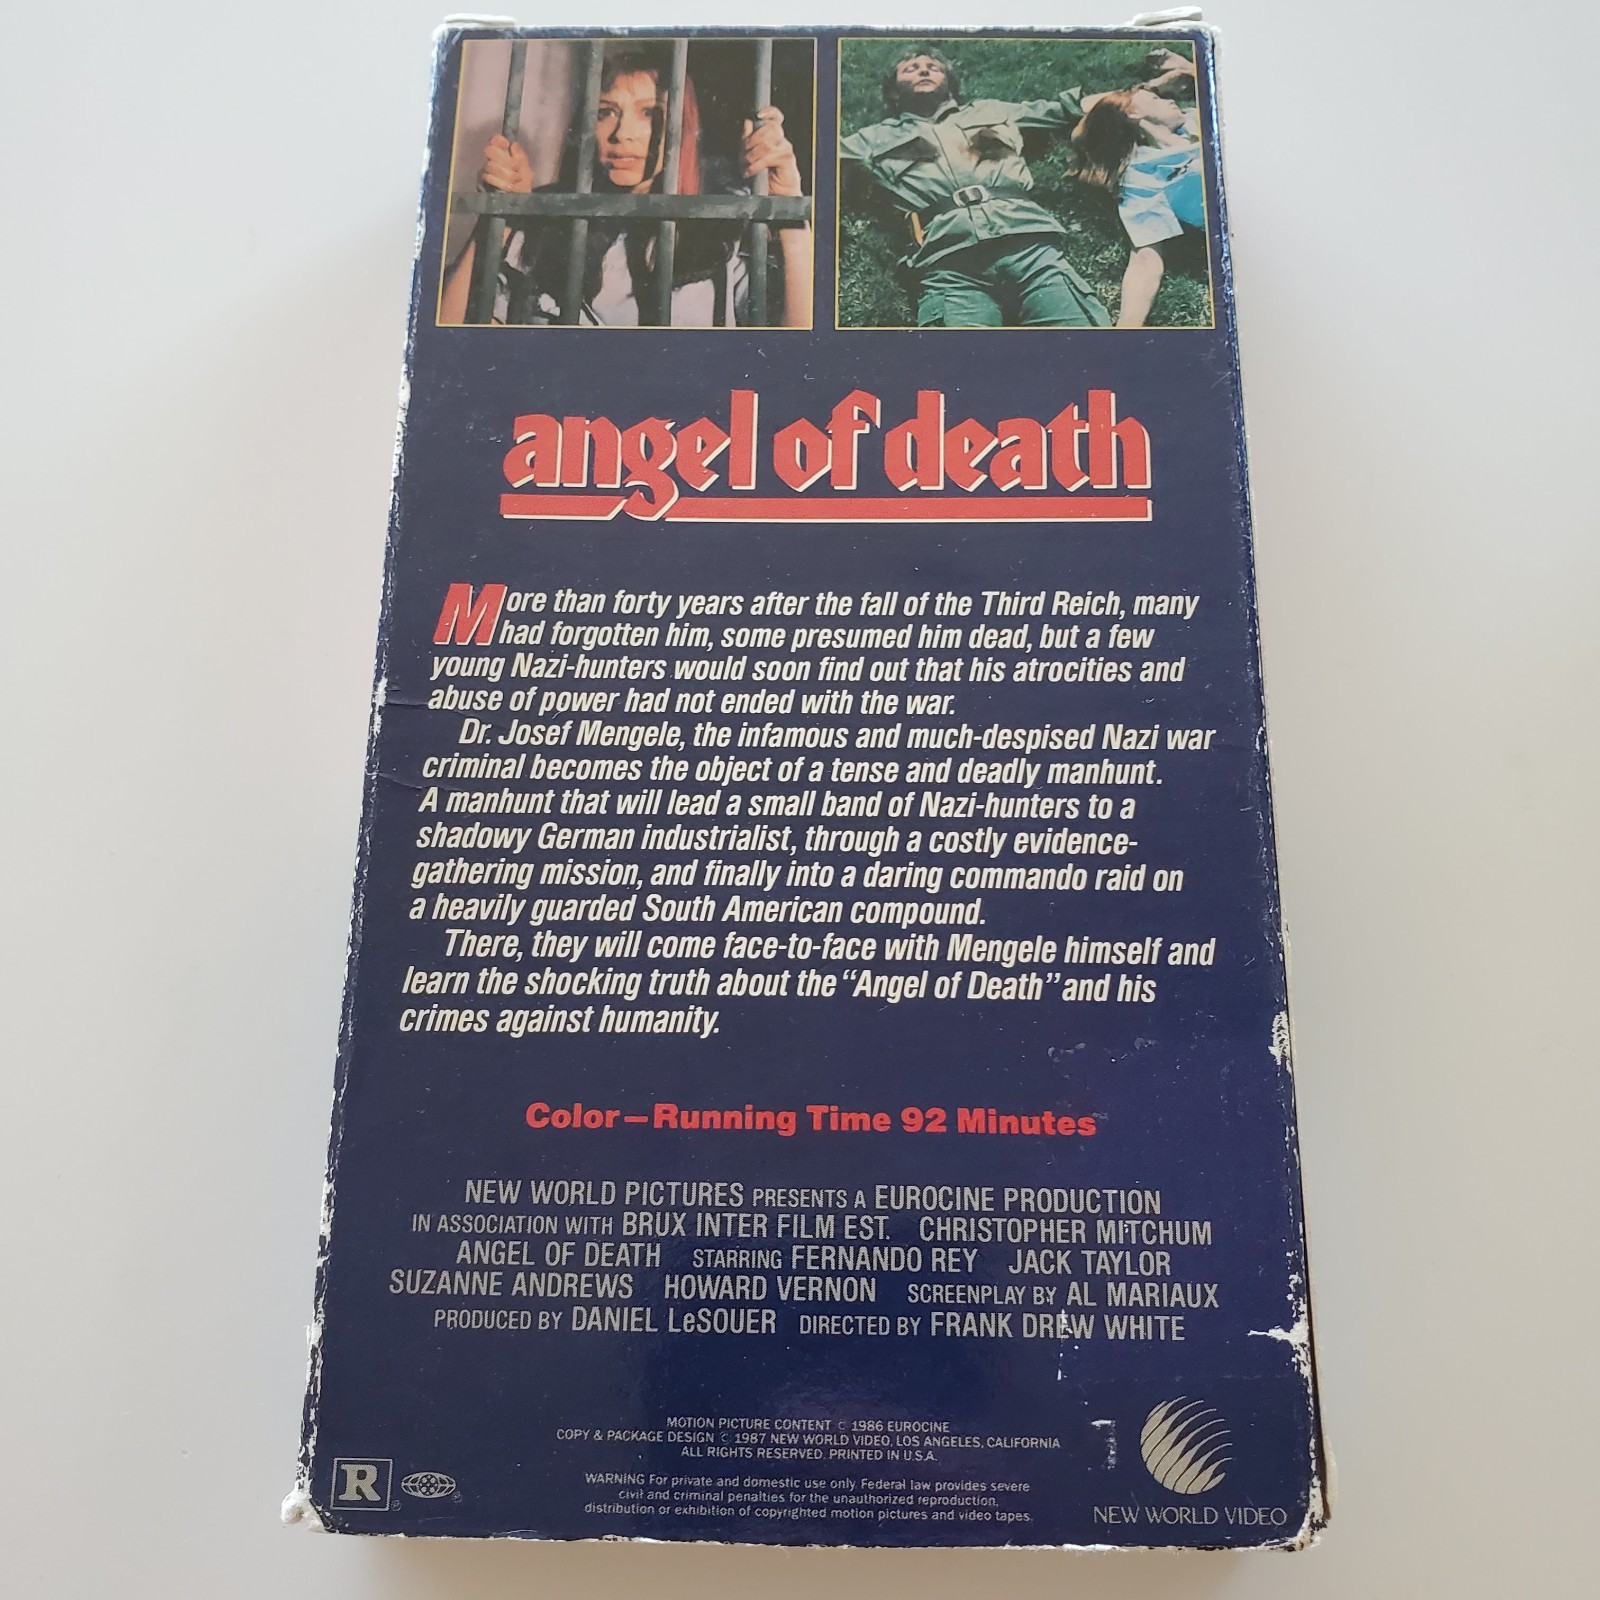 angel of death
More than forty years after the fall of the Third Reich, many
had forgotten him, some presumed him dead, but a few
young Nazi-hunters would soon find out that his atrocities and
abuse of power had not ended with the war.
Dr. Josef Mengele, the infamous and much-despised Nazi war
criminal becomes the object of a tense and deadly manhunt.
A manhunt that will lead a small band of Nazi-hunters to a
shadowy German industrialist, through a costly evidence-
gathering mission, and finally into a daring commando raid on
a heavily guarded South American compound.
There, they will come face-to-face with Mengele himself and
learn the shocking truth about the "Angel of Death" and his
crimes against humanity.
Color—Running Time 92 Minutes
NEW WORLD PICTURES PRESENTS A EUROCINE PRODUCTION
IN ASSOCIATION WITH BRUX INTER FILM EST. CHRISTOPHER MITCHUM
ANGEL OF DEATH STARRING FERNANDO REY JACK TAYLOR
SUZANNE ANDREWS HOWARD VERNON SCREENPLAY BY AL MARIAUX
PRODUCED BY DANIEL LeSOUER DIRECTED BY FRANK DREW WHITE
MOTION PICTURE CONTENT © 1986 EUROCINE
COPY & PACKAGE DESIGN © 1987 NEW WORLD VIDEO, LOS ANGELES, CALIFORNIA
ALL RIGHTS RESERVED. PRINTED IN U.S.A.
WARNING For private and domestic use only. Federal law provides severe
civil and criminal penalties for the unauthorized reproduction,
distribution or exhibition of copyrighted motion pictures and video tapes.
R ®
®
NEW WORLD VIDEO